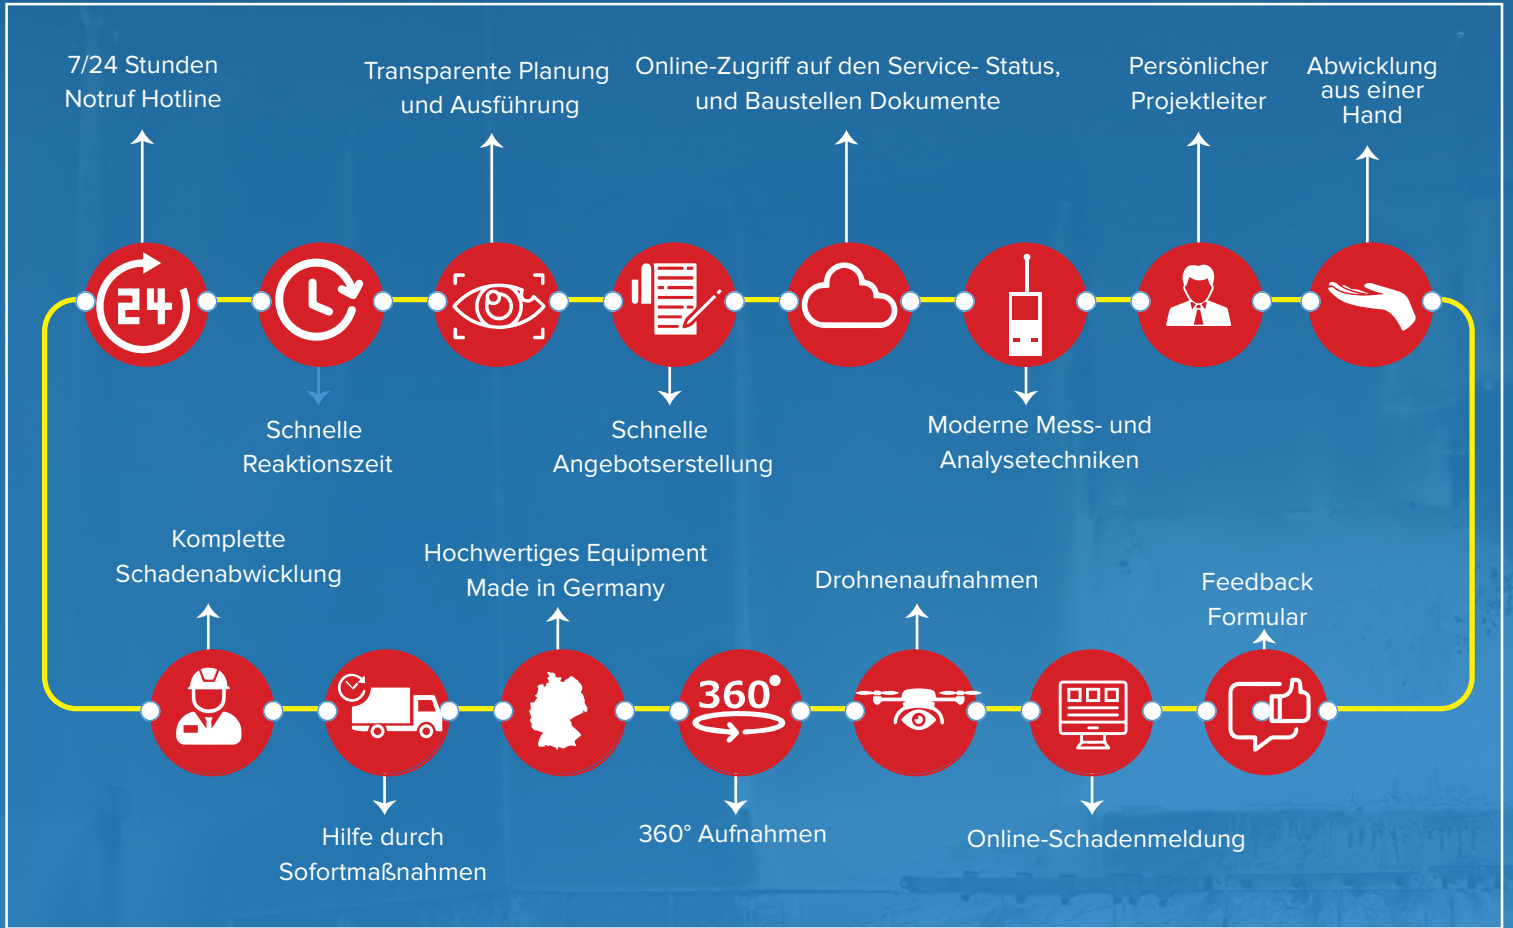 7/24 Stunden
Notruf Hotline
Transparente Planung
und Ausführung
Online-Zugriff auf den Service- Status,
und Baustellen Dokumente
Persönlicher
Projektleiter
Abwicklung
aus einer
Hand
24
Schnelle
Reaktionszeit
Schnelle
Angebotserstellung
Moderne Mess- und
Analysetechniken
Komplette
Schadenabwicklung
Hochwertiges Equipment
Made in Germany
Drohnenaufnahmen
Feedback
Formular
360°
Hilfe durch
Sofortmaßnahmen
360° Aufnahmen
Online-Schadenmeldung